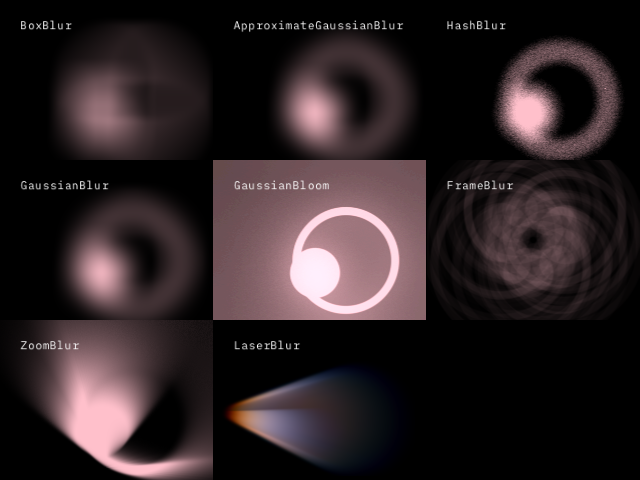 BoxBlur
ApproximateGaussianBlur
HashBlur
GaussianBlur
GaussianBloom
FrameBlur
ZoomBlur
LaserBlur